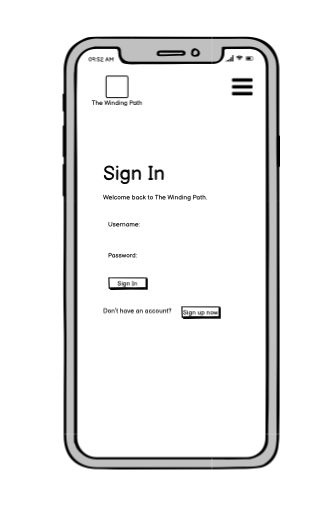 09:52 AM
The Winding Path
Sign In
Welcome back to The Winding Path.
Username:
Password:
Sign In
Don't have an account? Sign up now